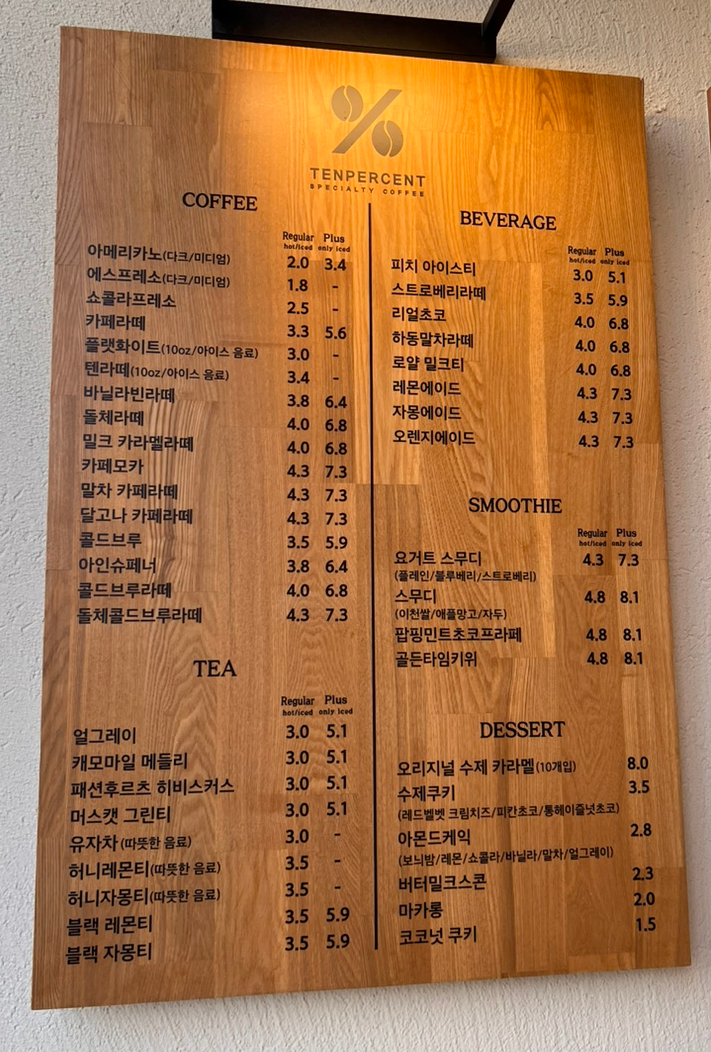 TENPERCENT
SPECIALTY COFFEE
COFFEE
Regular Plus
hot/iced only iced
아메리카노(다크/미디엄) 2.0 3.4
에스프레소(다크/미디엄) 1.8 -
쇼콜라프레소 2.5 -
카페라떼 3.3 5.6
플랫화이트(10oz/아이스 음료) 3.0 -
텐라떼(10oz/아이스 음료) 3.4 -
바닐라빈라떼 3.8 6.4
돌체라떼 4.0 6.8
밀크 카라멜라떼 4.0 6.8
카페모카 4.3 7.3
말차 카페라떼 4.3 7.3
달고나 카페라떼 4.3 7.3
콜드브루 3.5 5.9
아인슈페너 3.8 6.4
콜드브루라떼 4.0 6.8
돌체콜드브루라떼 4.3 7.3
TEA
Regular Plus
hot/iced only iced
얼그레이 3.0 5.1
캐모마일 메들리 3.0 5.1
패션후르츠 히비스커스 3.0 5.1
머스캣 그린티 3.0 5.1
유자차 (따뜻한 음료) 3.0 -
허니레몬티(따뜻한 음료) 3.5 -
허니자몽티(따뜻한 음료) 3.5 -
블랙 레몬티 3.5 5.9
블랙 자몽티 3.5 5.9
BEVERAGE
Regular Plus
hot/iced only iced
피치 아이스티 3.0 5.1
스트로베리라떼 3.5 5.9
리얼초코 4.0 6.8
하동말차라떼 4.0 6.8
로얄 밀크티 4.0 6.8
레몬에이드 4.3 7.3
자몽에이드 4.3 7.3
오렌지에이드 4.3 7.3
SMOOTHIE
Regular Plus
hot/iced only iced
요거트 스무디 4.3 7.3
(플레인/블루베리/스트로베리)
스무디 4.8 8.1
(이천쌀/애플망고/자두)
팝핑민트초코프라페 4.8 8.1
골든타임키위 4.8 8.1
DESSERT
오리지널 수제 카라멜(10개입) 8.0
수제쿠키 3.5
(레드벨벳 크림치즈/피칸초코/통헤이즐넛초코)
아몬드케익 2.8
(보늬밤/레몬/쇼콜라/바닐라/말차/얼그레이)
버터밀크스콘 2.3
마카롱 2.0
코코넛 쿠키 1.5